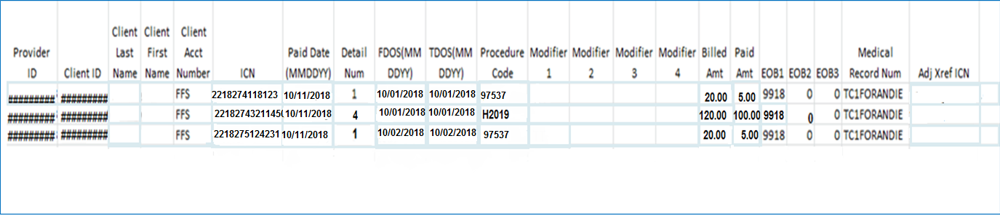 Client Client Client
Provider Last First Acct Paid Date Detail FDOS(MM TDOS(MM Procedure Modifier Modifier Modifier Modifier Billed Paid Medical
ID Client ID Name Name Number ICN (MMDDYY) Num DDYY) DDYY) Code 1 2 3 4 Amt Amt EOB1 EOB2 EOB3 Record Num Adj Xref ICN
######### ######### FFS 2218274118123 10/11/2018 1 10/01/2018 10/01/2018 97537 20.00 5.00 9918 0 0 TC1FORANDIE
######### ######### FFS 10/11/2018 4 10/01/2018 10/01/2018 H2019 120.00 100.00 9918 0 0 TC1FORANDIE
######### ######### FFS 2218275124231 10/11/2018 1 10/02/2018 10/02/2018 97537 20.00 5.00 9918 0 0 TC1FORANDIE